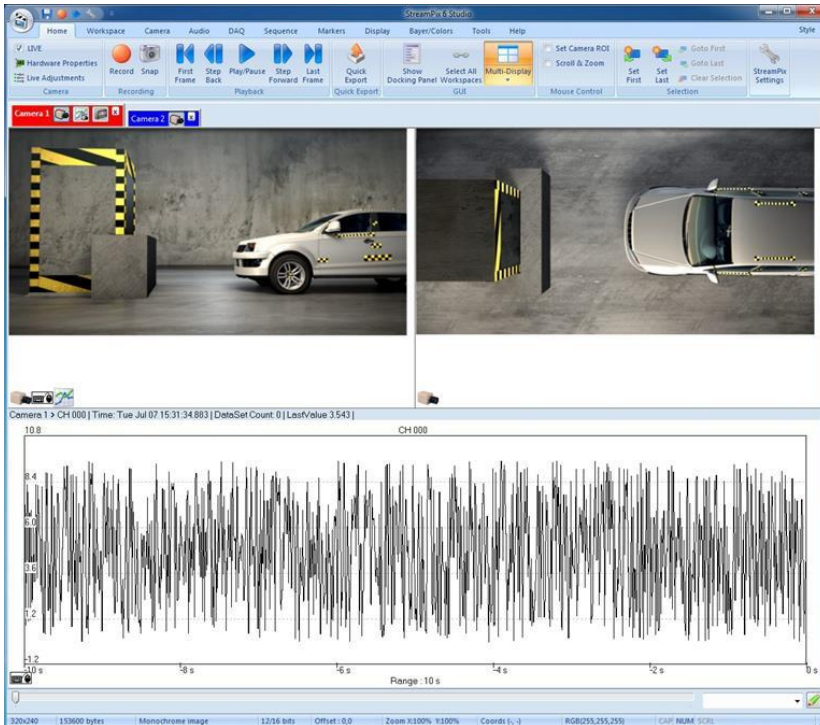 StreamPix 6 Studio
Home Workspace Camera Audio DAQ Sequence Markers Display Bayer/Colors Tools Help Style
LIVE
Hardware Properties
Live Adjustments
Camera
Record Snap
Recording
First Frame Step Back Play/Pause Step Forward Last Frame
Playback
Quick Export
Quick Export
Show Docking Panel Select All Workspaces Multi-Display
GUI
Set Camera ROI
Scroll & Zoom
Mouse Control
Set First Set Last
Goto First
Goto Last
Clear Selection
Selection
StreamPix Settings
Camera 1 Camera 2
Camera 1 > CH 000 | Time: Tue Jul 07 15:31:34.883 | DataSet Count: 0 | LastValue 3.543 |
10.8 CH 000
8.4
6.0
3.6
1.2
-1.2
-10 s -8 s -6 s -4 s -2 s 0 s
Range : 10 s
320x240 153600 bytes Monochrome image 12/16 bits Offset : 0,0 Zoom X:100% Y:100% Coords (-, -) RGB(255,255,255) CAP NUM SCRL